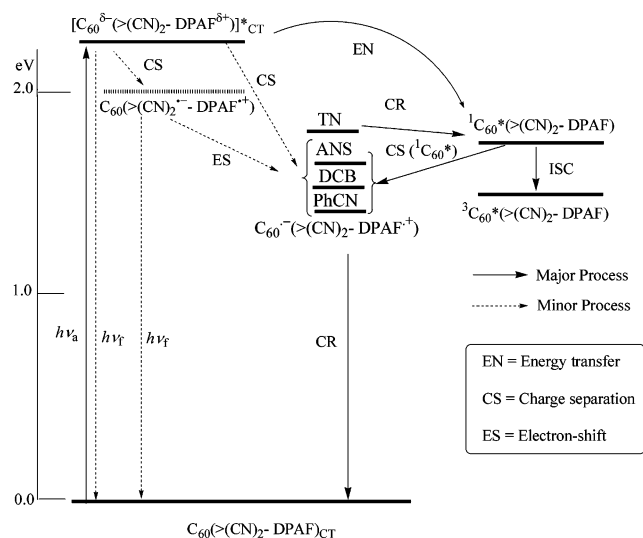 [C60δ–(>(CN)2- DPAFδ+)]*CT
eV
CS
EN
2.0
CS
C60(>(CN)2•–- DPAF•+)
ES
TN
CR
1C60*(>(CN)2- DPAF)
ANS
CS (1C60*)
DCB
ISC
PhCN
3C60*(>(CN)2- DPAF)
C60·–(>(CN)2- DPAF·+)
Major Process
1.0
Minor Process
hνa
hνf
hνf
CR
EN = Energy transfer
CS = Charge separation
ES = Electron-shift
0.0
C60(>(CN)2- DPAF)CT